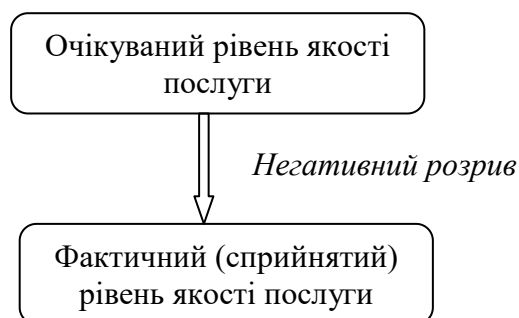 Очікуваний рівень якості
послуги
Негативний розрив
Фактичний (сприйнятий)
рівень якості послуги